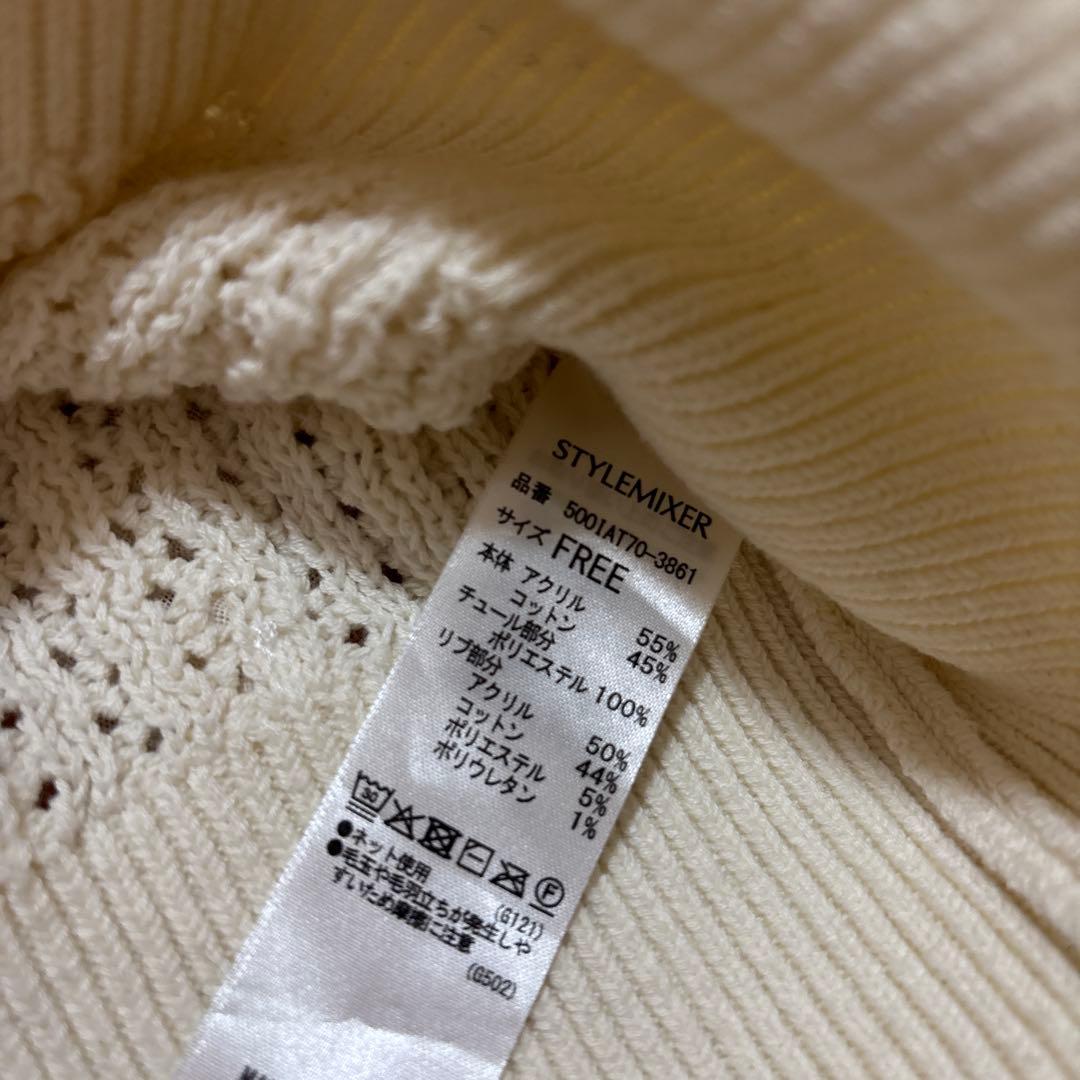 STYLEMIXER
品番 5001AT70-3861
サイズ FREE
本体 アクリル 55%
コットン 45%
チュール部分
ポリエステル 100%
リブ部分
アクリル 50%
コットン 44%
ポリエステル 5%
ポリウレタン 1%
30 F
●ネット使用 (G121)
●毛玉や毛羽立ちが発生しや
すいため摩擦に注意
(G502)